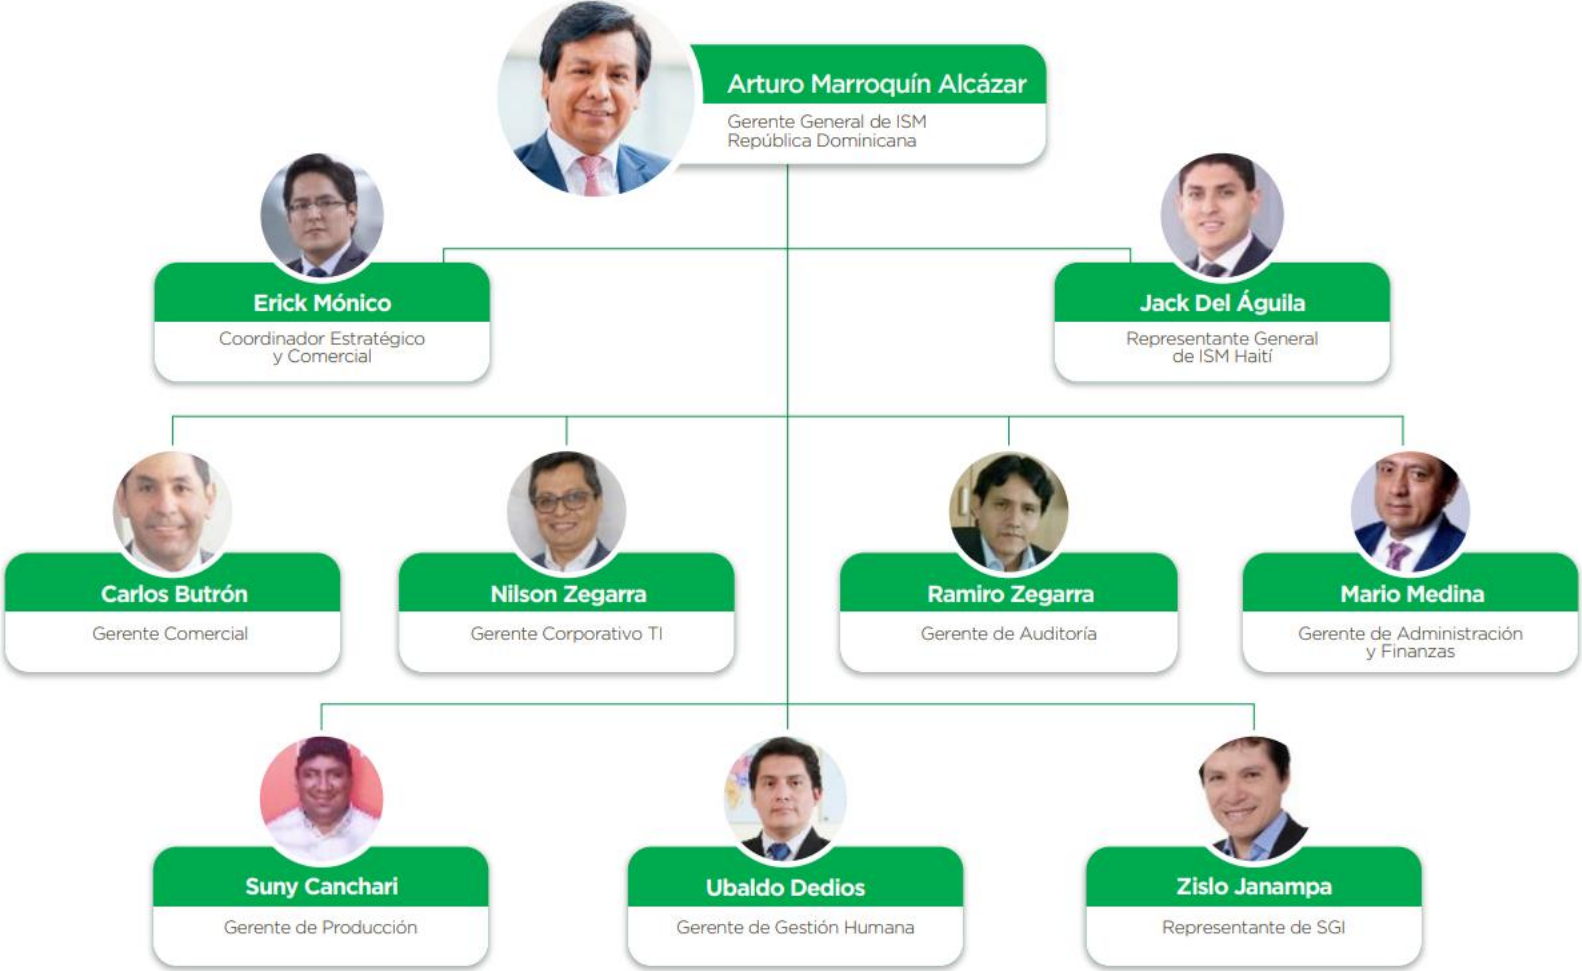 Arturo Marroquín Alcázar
Gerente General de ISM
República Dominicana
Erick Mónico
Coordinador Estratégico
y Comercial
Jack Del Águila
Representante General
de ISM Haití
Carlos Butrón
Gerente Comercial
Nilson Zegarra
Gerente Corporativo TI
Ramiro Zegarra
Gerente de Auditoría
Mario Medina
Gerente de Administración
y Finanzas
Suny Canchari
Gerente de Producción
Ubaldo Dedios
Gerente de Gestión Humana
Zislo Janampa
Representante de SGI